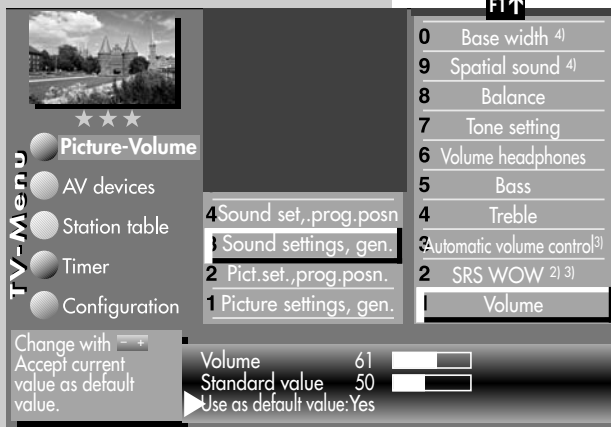 F1↑
0 Base width 4)
9 Spatial sound 4)
8 Balance
7 Tone setting
6 Volume headphones
5 Bass
4 Treble
3 Automatic volume control 3)
2 SRS WOW 2) 3)
1 Volume
4 Sound set,.prog.posn
3 Sound settings, gen.
2 Pict.set.,prog.posn.
1 Picture settings, gen.
TV-Menu
Picture-Volume
AV devices
Station table
Timer
Configuration
Change with - +
Accept current
value as default
value.
Volume 61
Standard value 50
Use as default value:Yes